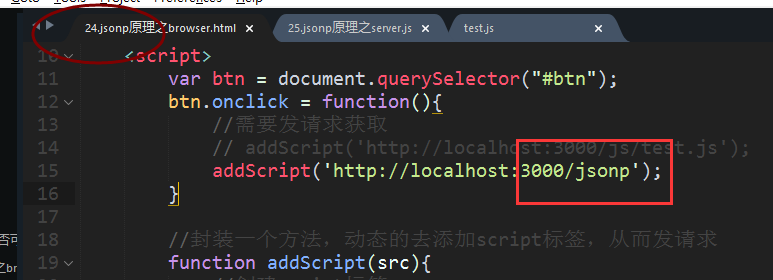 24.jsonp原理之browser.html × 25.jsonp原理之server.js × test.js ×
10 <script>
11 var btn = document.querySelector("#btn");
12 btn.onclick = function(){
13 //需要发请求获取
14 // addScript('http://localhost:3000/js/test.js');
15 addScript('http://localhost:3000/jsonp');
16 }
17
18 //封装一个方法，动态的去添加script标签，从而发请求
19 function addScript(src){